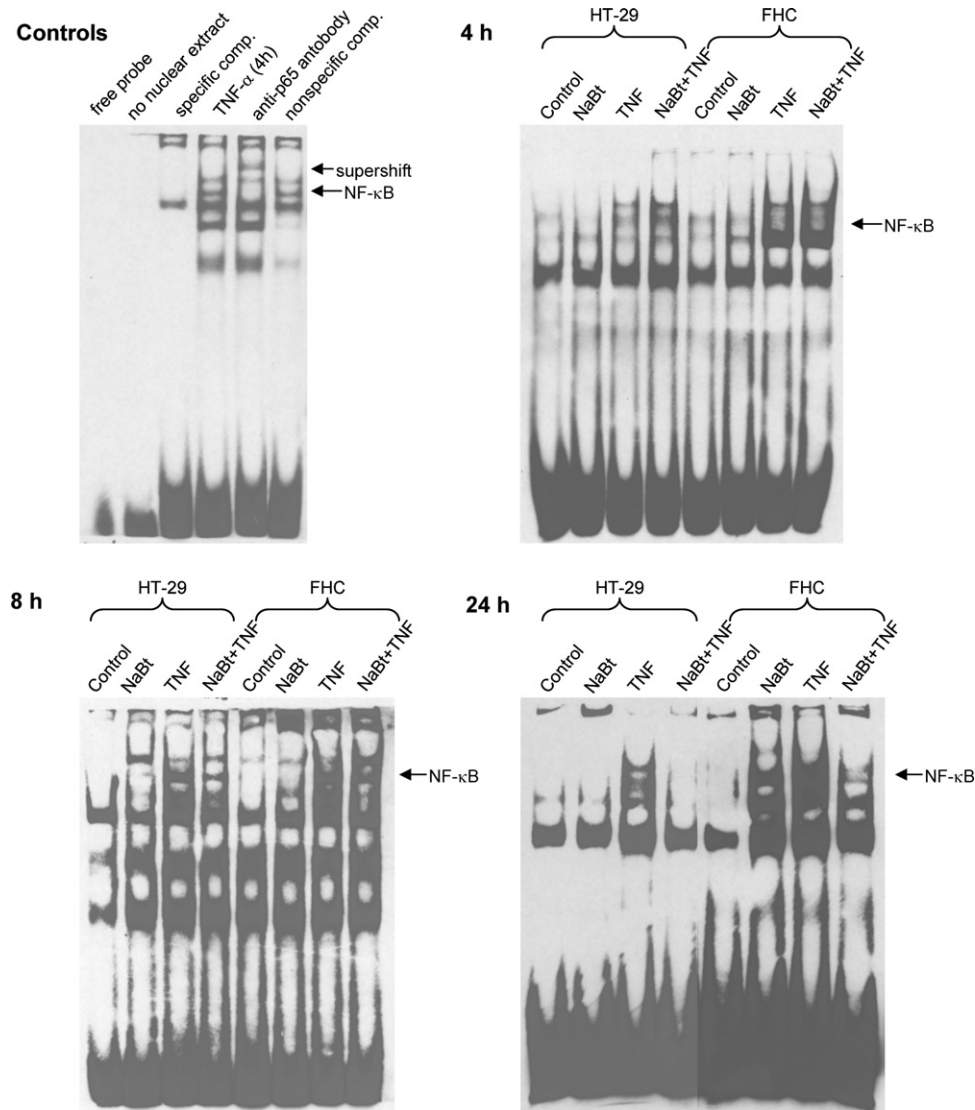 Controls
free probe
no nuclear extract
specific comp.
TNF-α (4h)
anti-p65 antobody
nonspecific comp.
supershift
NF-κB
4 h
HT-29
FHC
Control
NaBt
TNF
NaBt+TNF
Control
NaBt
TNF
NaBt+TNF
NF-κB
8 h
HT-29
FHC
Control
NaBt
TNF
NaBt+TNF
Control
NaBt
TNF
NaBt+TNF
NF-κB
24 h
HT-29
FHC
Control
NaBt
TNF
NaBt+TNF
Control
NaBt
TNF
NaBt+TNF
NF-κB